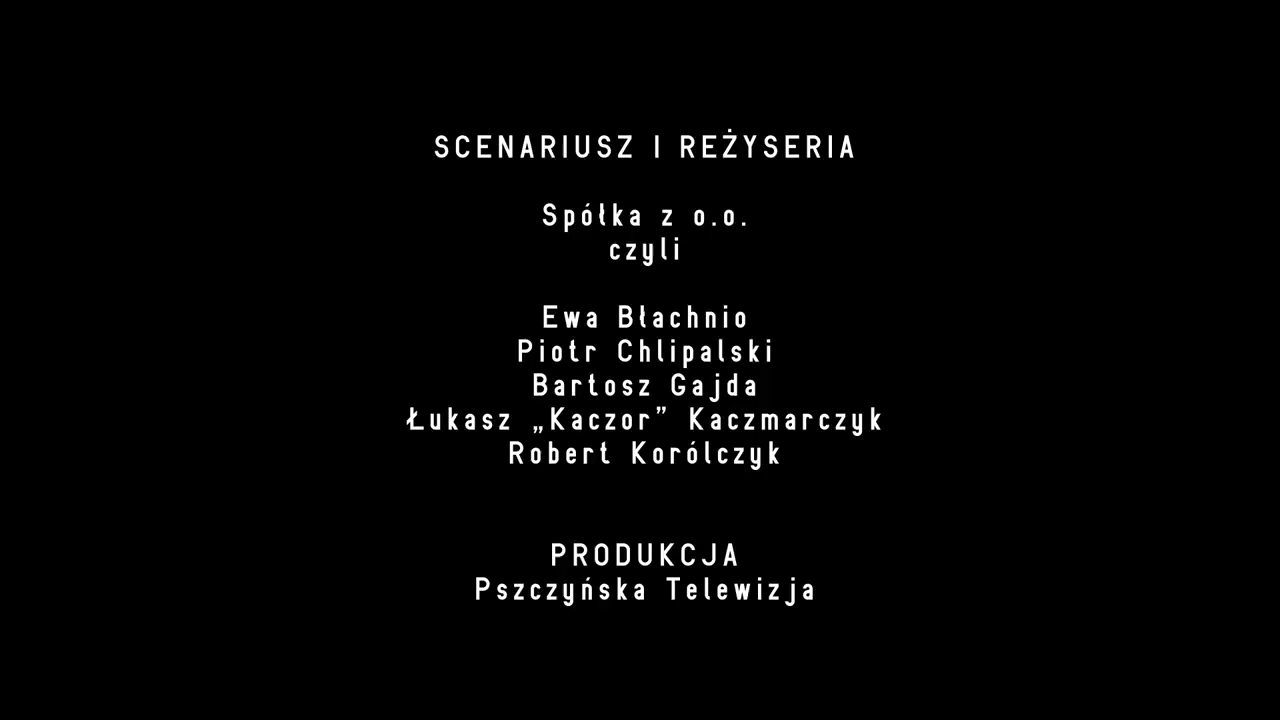 SCENARIUSZ I REŻYSERIA
Spółka z o.o.
czyli
Ewa Błachnio
Piotr Chlipalski
Bartosz Gajda
Łukasz „Kaczor” Kaczmarczyk
Robert Korólczyk
PRODUKCJA
Pszczyńska Telewizja